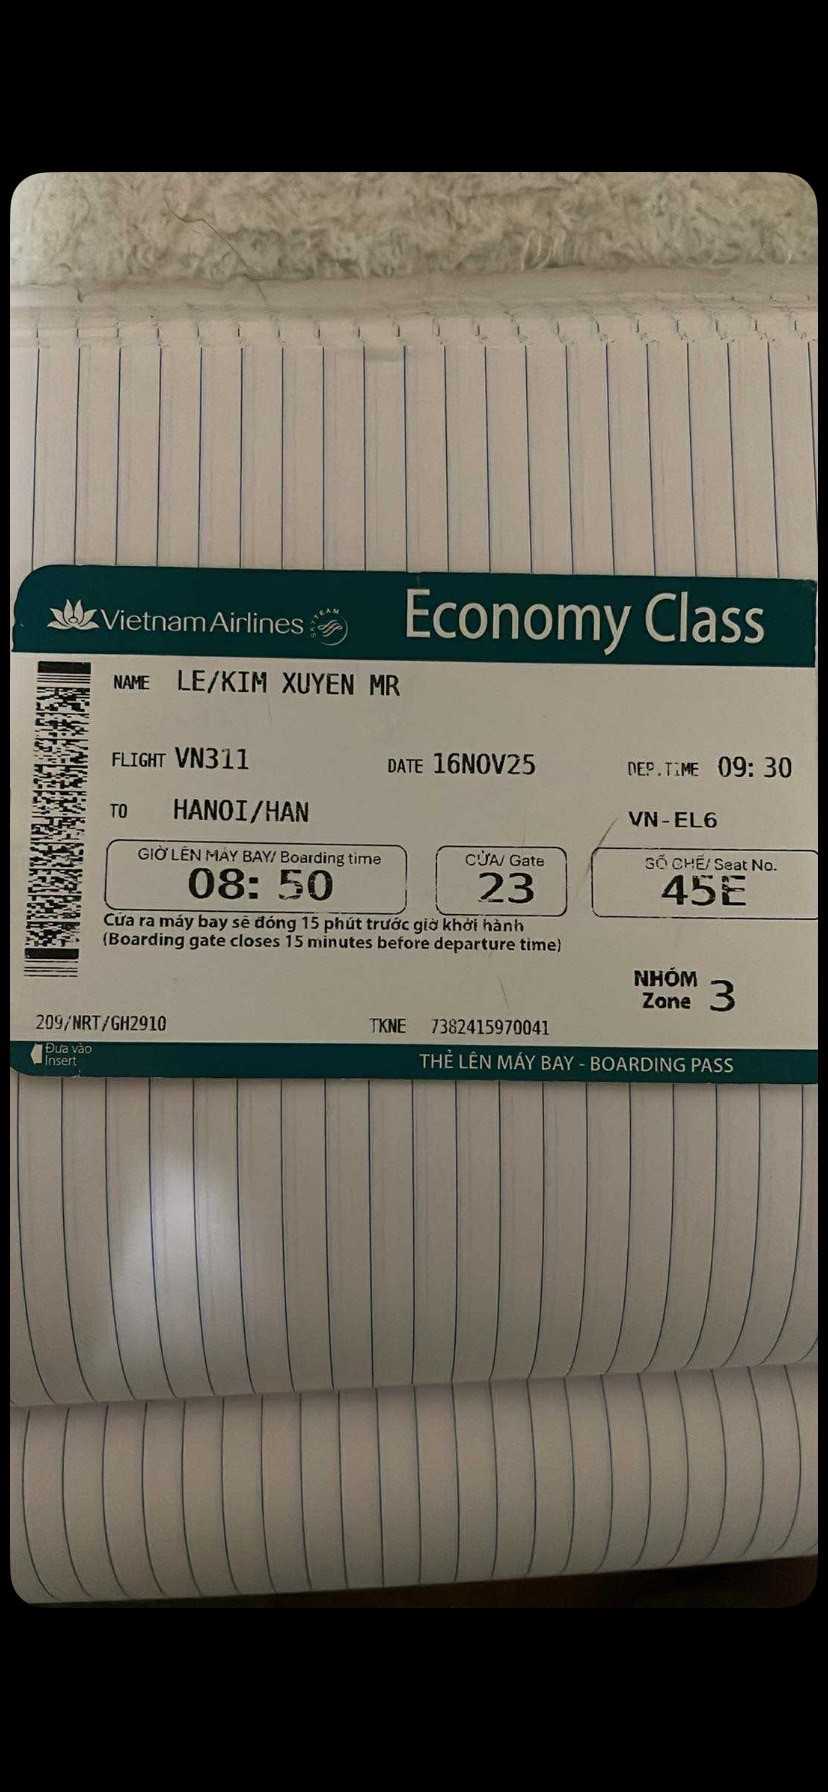 Vietnam Airlines SKYTEAM Economy Class
NAME LE/KIM XUYEN MR
FLIGHT VN311 DATE 16NOV25 DEP.TIME 09: 30
TO HANOI/HAN VN-EL6
GIỜ LÊN MÁY BAY/ Boarding time CỬA/ Gate SỐ GHẾ/ Seat No.
08: 50 23 45E
Cửa ra máy bay sẽ đóng 15 phút trước giờ khởi hành
(Boarding gate closes 15 minutes before departure time)
NHÓM
Zone 3
209/NRT/GH2910 TKNE 7382415970041
Đưa vào
Insert
THẺ LÊN MÁY BAY - BOARDING PASS